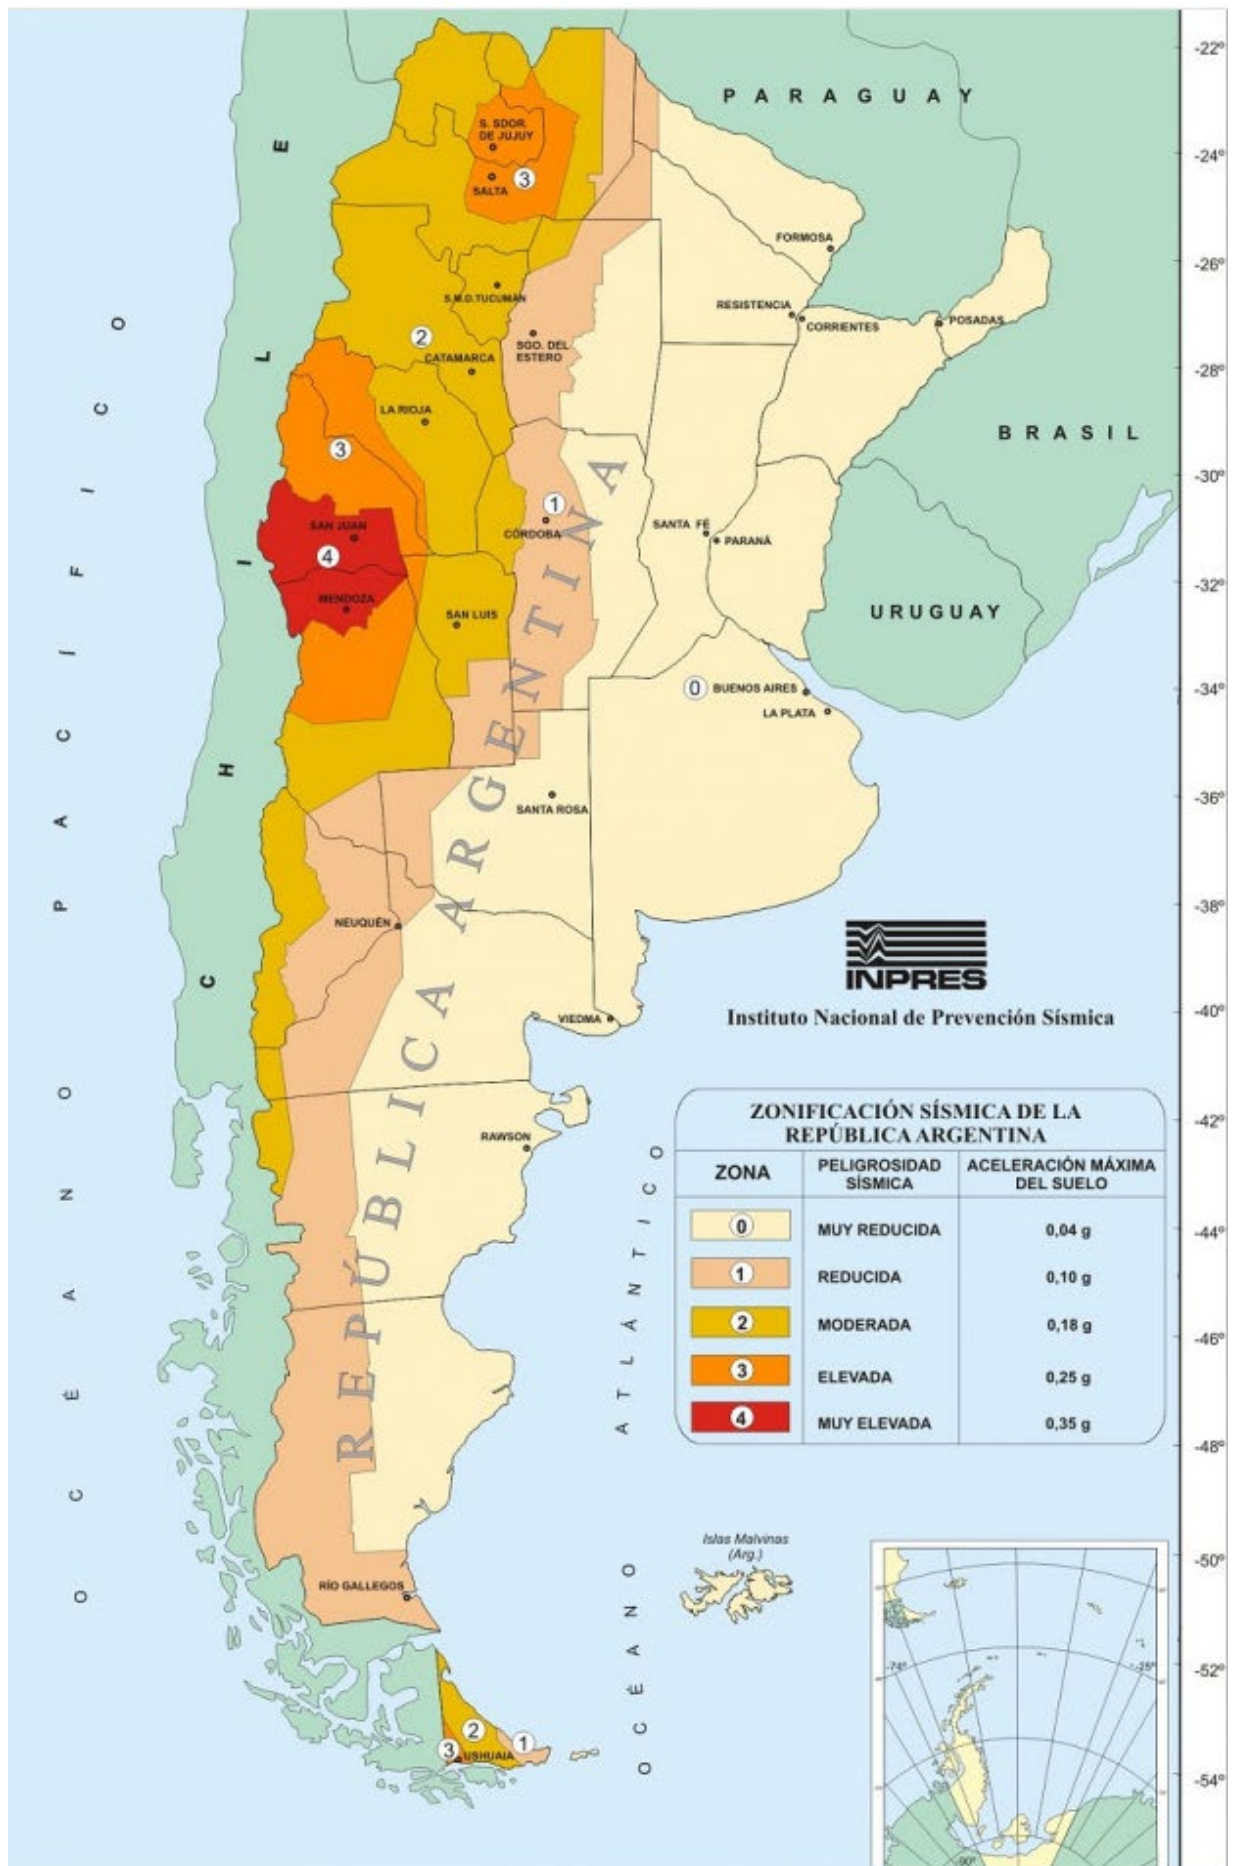 -22º
PARAGUAY
S. SDOR.
DE JUJUY
-24º
3
SALTA
FORMOSA
-26º
S.M.D.TUCUMÁN
RESISTENCIA
CORRIENTES
POSADAS
2
SGO. DEL
ESTERO
CATAMARCA
-28º
LA RIOJA
BRASIL
3
-30º
1
SAN JUAN
CÓRDOBA
SANTA FÉ
PARANÁ
4
-32º
MENDOZA
SAN LUIS
URUGUAY
0
BUENOS AIRES
-34º
LA PLATA
SANTA ROSA
-36º
NEUQUÉN
-38º
INPRES
Instituto Nacional de Prevención Sísmica
VIEDMA
-40º
CHILE
OCÉANO PACÍFICO
REPÚBLICA ARGENTINA
OCÉANO ATLÁNTICO
RAWSON
-42º
ZONIFICACIÓN SÍSMICA DE LA
REPÚBLICA ARGENTINA
ZONA
PELIGROSIDAD
SÍSMICA
ACELERACIÓN MÁXIMA
DEL SUELO
0 MUY REDUCIDA 0,04 g
-44º
1 REDUCIDA 0,10 g
2 MODERADA 0,18 g
-46º
3 ELEVADA 0,25 g
4 MUY ELEVADA 0,35 g
-48º
Islas Malvinas
(Arg.)
-50º
RÍO GALLEGOS
-52º
-74º
-25º
2
1
3
USHUAIA
-54º
-90º